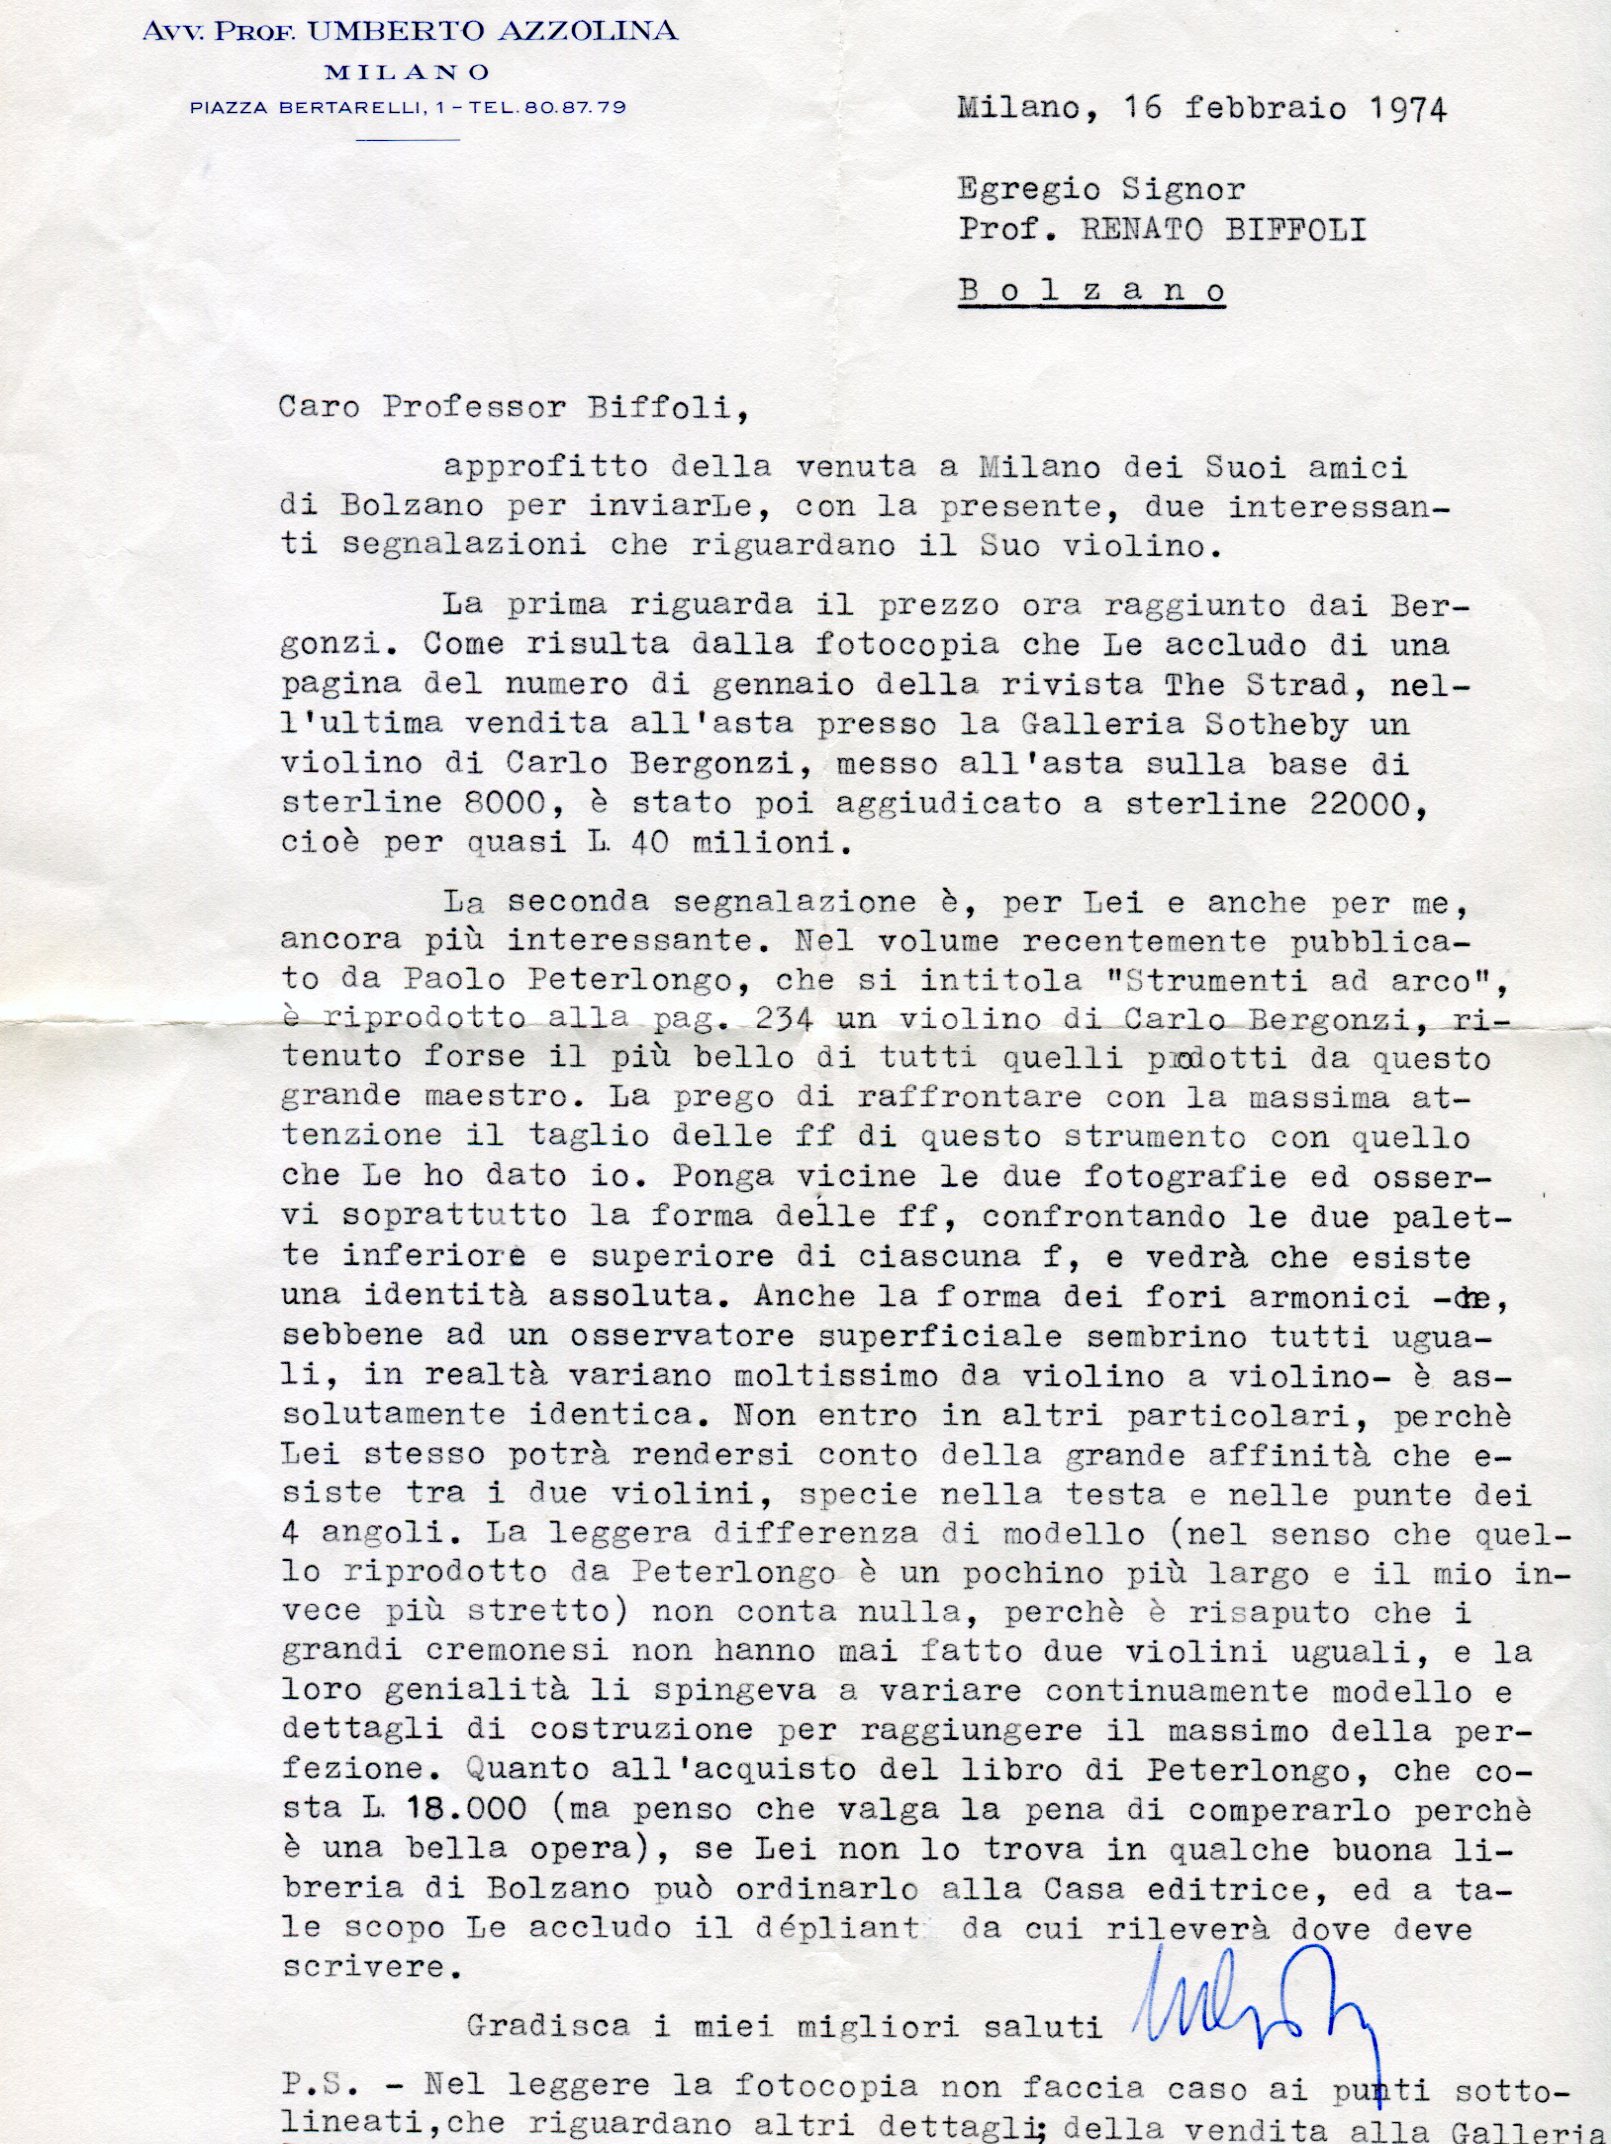 AVV. PROF. UMBERTO AZZOLINA
MILANO
PIAZZA BERTARELLI, 1 - TEL. 80.87.79
Milano, 16 febbraio 1974
Egregio Signor
Prof. RENATO BIFFOLI
B o l z a n o
Caro Professor Biffoli,
approfitto della venuta a Milano dei Suoi amici
di Bolzano per inviarLe, con la presente, due interessan-
ti segnalazioni che riguardano il Suo violino.
La prima riguarda il prezzo ora raggiunto dai Ber-
gonzi. Come risulta dalla fotocopia che Le accludo di una
pagina del numero di gennaio della rivista The Strad, nel-
l'ultima vendita all'asta presso la Galleria Sotheby un
violino di Carlo Bergonzi, messo all'asta sulla base di
sterline 8000, è stato poi aggiudicato a sterline 22000,
cioè per quasi L. 40 milioni.
La seconda segnalazione è, per Lei e anche per me,
ancora più interessante. Nel volume recentemente pubblica-
to da Paolo Peterlongo, che si intitola "Strumenti ad arco",
è riprodotto alla pag. 234 un violino di Carlo Bergonzi, ri-
tenuto forse il più bello di tutti quelli prodotti da questo
grande maestro. La prego di raffrontare con la massima at-
tenzione il taglio delle ff di questo strumento con quello
che Le ho dato io. Ponga vicine le due fotografie ed osser-
vi soprattutto la forma delle ff, confrontando le due palet-
te inferiore e superiore di ciascuna f, e vedrà che esiste
una identità assoluta. Anche la forma dei fori armonici -che,
sebbene ad un osservatore superficiale sembrino tutti ugua-
li, in realtà variano moltissimo da violino a violino- è as-
solutamente identica. Non entro in altri particolari, perchè
Lei stesso potrà rendersi conto della grande affinità che e-
siste tra i due violini, specie nella testa e nelle punte dei
4 angoli. La leggera differenza di modello (nel senso che quel-
lo riprodotto da Peterlongo è un pochino più largo e il mio in-
vece più stretto) non conta nulla, perchè è risaputo che i
grandi cremonesi non hanno mai fatto due violini uguali, e la
loro genialità li spingeva a variare continuamente modello e
dettagli di costruzione per raggiungere il massimo della per-
fezione. Quanto all'acquisto del libro di Peterlongo, che co-
sta L. 18.000 (ma penso che valga la pena di comperarlo perchè
è una bella opera), se Lei non lo trova in qualche buona li-
breria di Bolzano può ordinarlo alla Casa editrice, ed a ta-
le scopo Le accludo il dépliant da cui rileverà dove deve
scrivere.
Gradisca i miei migliori saluti
P.S. - Nel leggere la fotocopia non faccia caso ai punti sotto-
lineati,che riguardano altri dettagli; della vendita alla Galleria